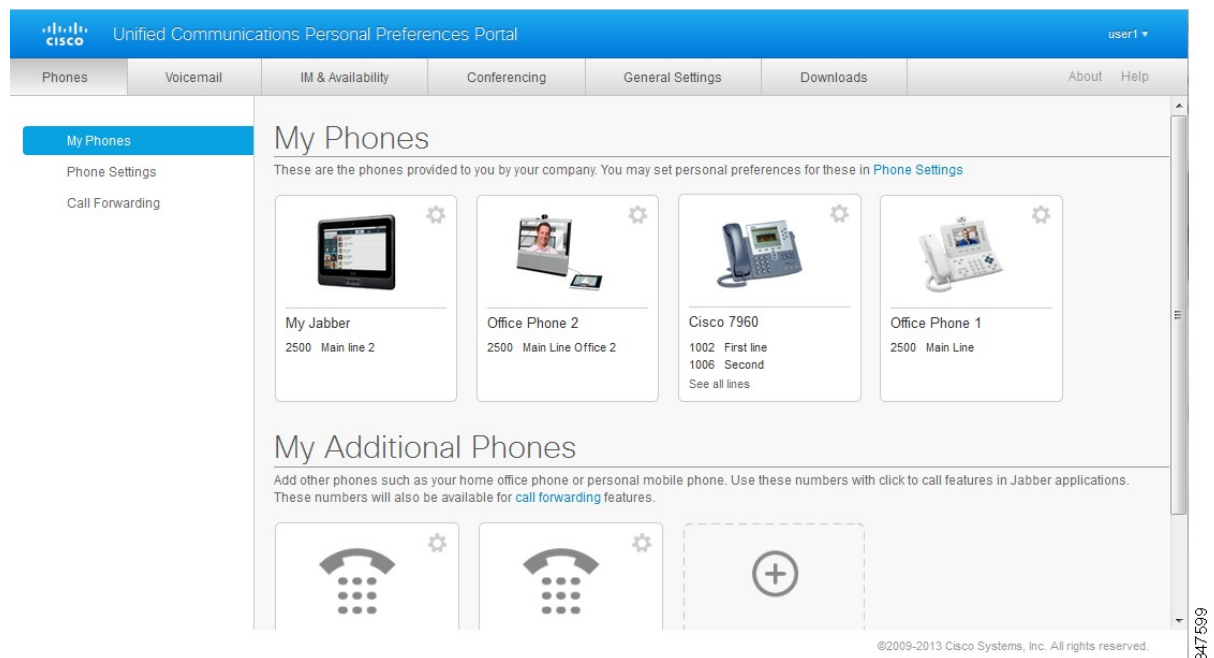 CISCO Unified Communications Personal Preferences Portal user1
Phones Voicemail IM & Availability Conferencing General Settings Downloads About Help
My Phones
Phone Settings
Call Forwarding
My Phones
These are the phones provided to you by your company. You may set personal preferences for these in Phone Settings
My Jabber
2500 Main line 2
Office Phone 2
2500 Main Line Office 2
Cisco 7960
1002 First line
1006 Second
See all lines
Office Phone 1
2500 Main Line
My Additional Phones
Add other phones such as your home office phone or personal mobile phone. Use these numbers with click to call features in Jabber applications.
These numbers will also be available for call forwarding features.
©2009-2013 Cisco Systems, Inc. All rights reserved.
347599